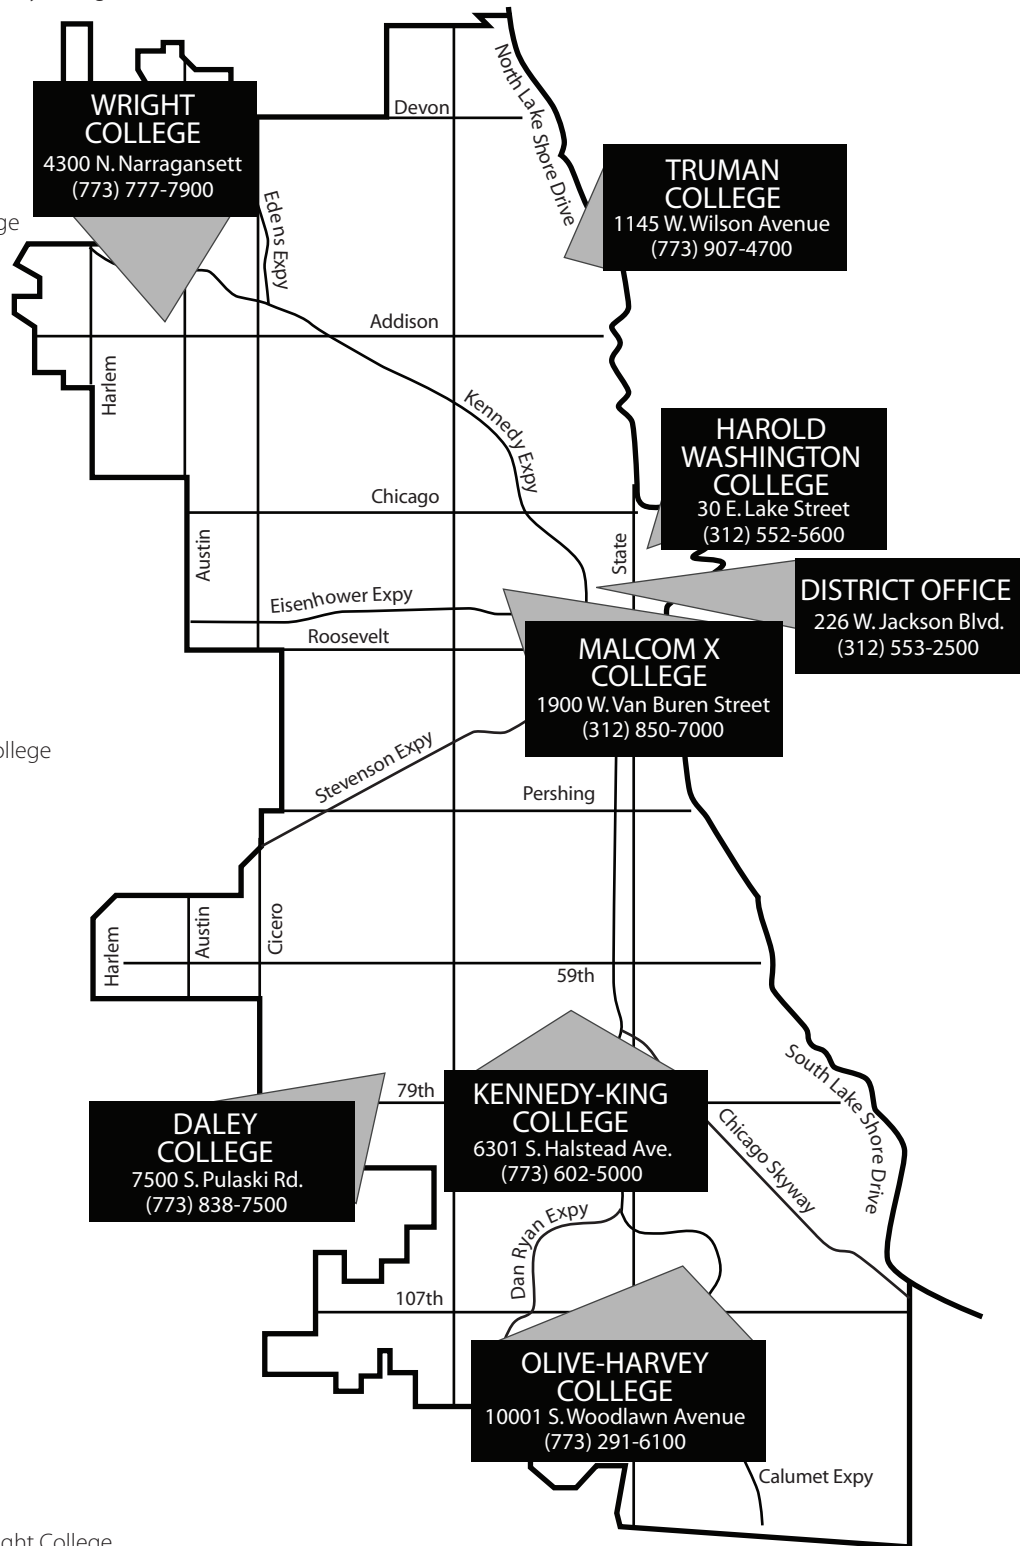 Devon
North Lake Shore Drive
WRIGHT
COLLEGE
4300 N. Narragansett
(773) 777-7900
TRUMAN
COLLEGE
1145 W. Wilson Avenue
(773) 907-4700
Edens Expy
Addison
Harlem
Kennedy Expy
HAROLD
WASHINGTON
COLLEGE
30 E. Lake Street
(312) 552-5600
Chicago
Austin
State
DISTRICT OFFICE
226 W. Jackson Blvd.
(312) 553-2500
Eisenhower Expy
Roosevelt
MALCOM X
COLLEGE
1900 W. Van Buren Street
(312) 850-7000
ollege
Stevenson Expy
Pershing
Harlem
Austin
Cicero
59th
South Lake Shore Drive
79th
KENNEDY-KING
COLLEGE
6301 S. Halstead Ave.
(773) 602-5000
DALEY
COLLEGE
7500 S. Pulaski Rd.
(773) 838-7500
Chicago Skyway
Dan Ryan Expy
107th
OLIVE-HARVEY
COLLEGE
10001 S. Woodlawn Avenue
(773) 291-6100
Calumet Expy
ght College